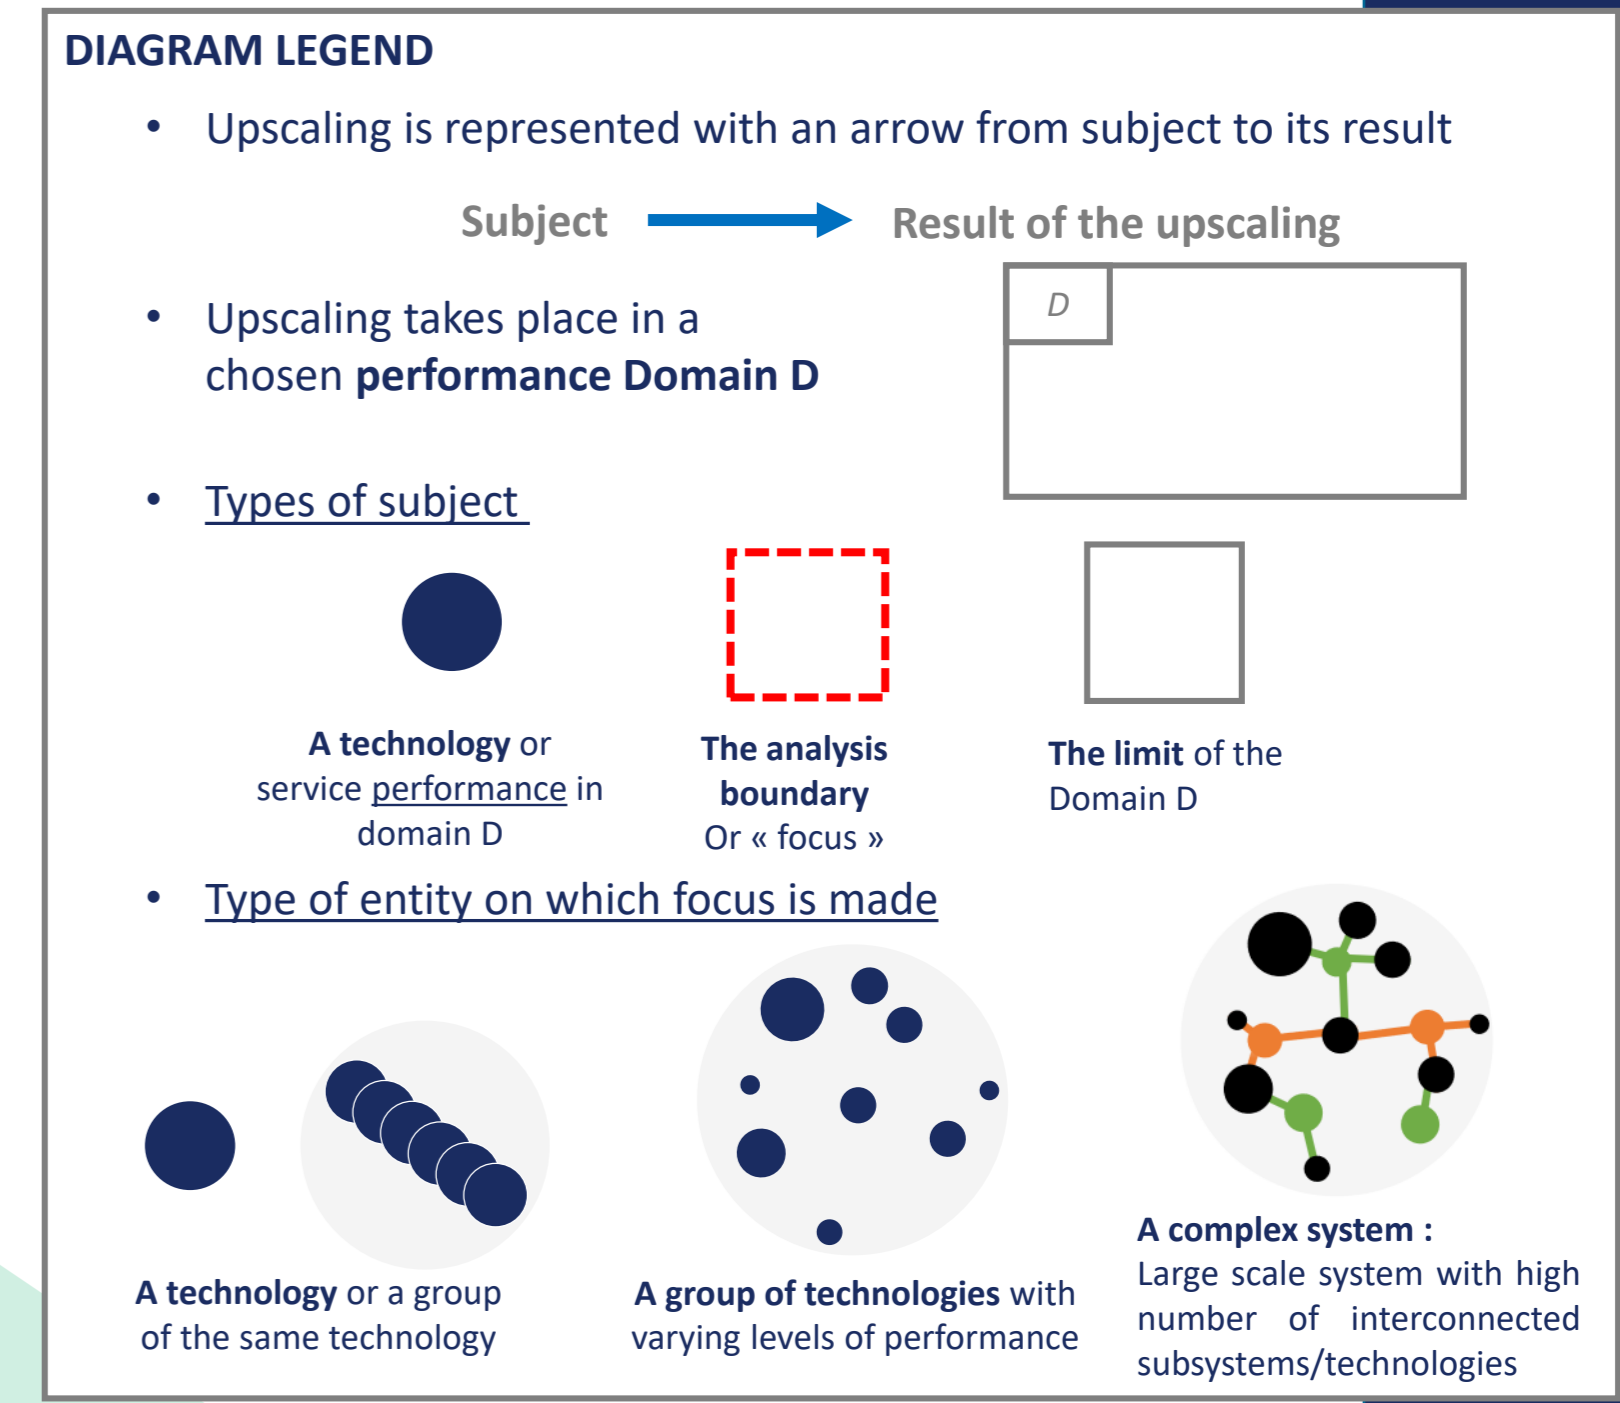 DIAGRAM LEGEND
• Upscaling is represented with an arrow from subject to its result
Subject Result of the upscaling
D
• Upscaling takes place in a
chosen performance Domain D
• Types of subject
A technology or
service performance in
domain D
The analysis
boundary
Or « focus »
The limit of the
Domain D
• Type of entity on which focus is made
A technology or a group
of the same technology
A group of technologies with
varying levels of performance
A complex system :
Large scale system with high
number of interconnected
subsystems/technologies